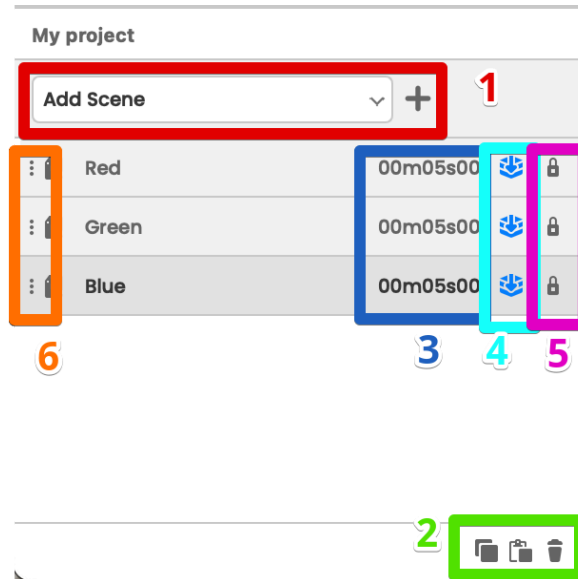 My project
Add Scene 1
Red 00m05s00
Green 00m05s00
Blue 00m05s00
6 3 4 5
2